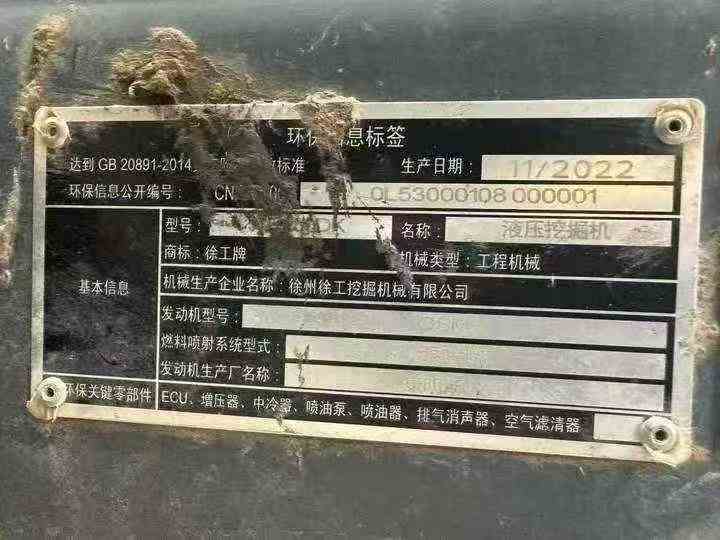 环保 息标签
达到 GB 20891-2014 标准 生产日期： 11/2022
环保信息公开编号： CN QL53000108 000001
基本信息
型号： 名称： 液压挖掘机
商标：徐工牌 机械类型：工程机械
机械生产企业名称：徐州徐工挖掘机械有限公司
发动机型号：
燃料喷射系统型式：
发动机生产厂名称：
环保关键零部件 ECU、增压器、中冷器、喷油泵、喷油器、排气消声器、空气滤清器